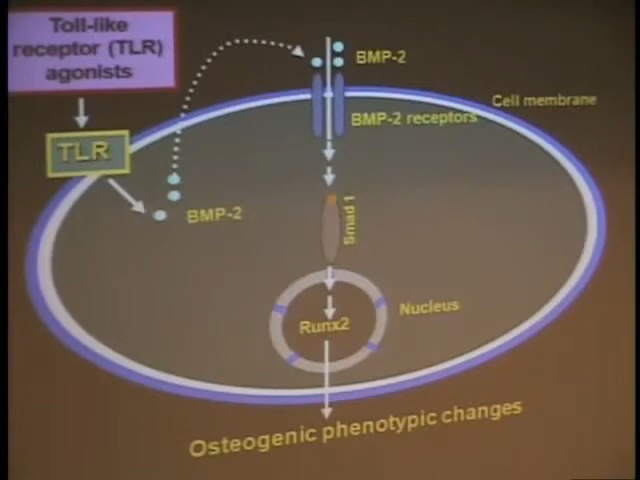 Toll-like
receptor (TLR)
agonists
BMP-2
Cell membrane
BMP-2 receptors
TLR
BMP-2
Smad 1
Nucleus
Runx2
Osteogenic phenotypic changes